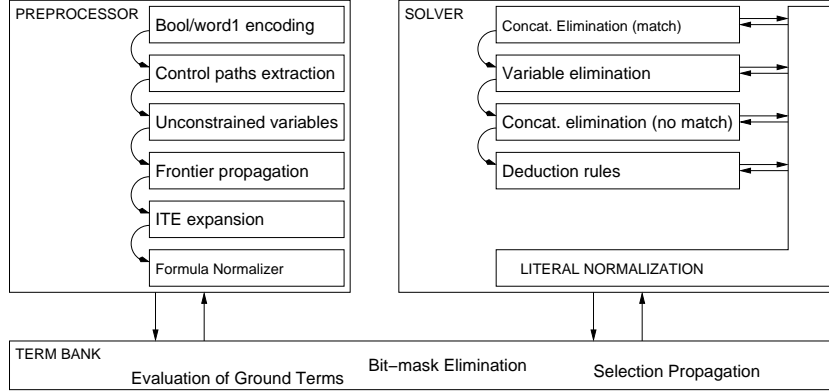 PREPROCESSOR
Bool/word1 encoding
Control paths extraction
Unconstrained variables
Frontier propagation
ITE expansion
Formula Normalizer
SOLVER
Concat. Elimination (match)
Variable elimination
Concat. elimination (no match)
Deduction rules
LITERAL NORMALIZATION
TERM BANK
Evaluation of Ground Terms
Bit−mask Elimination
Selection Propagation